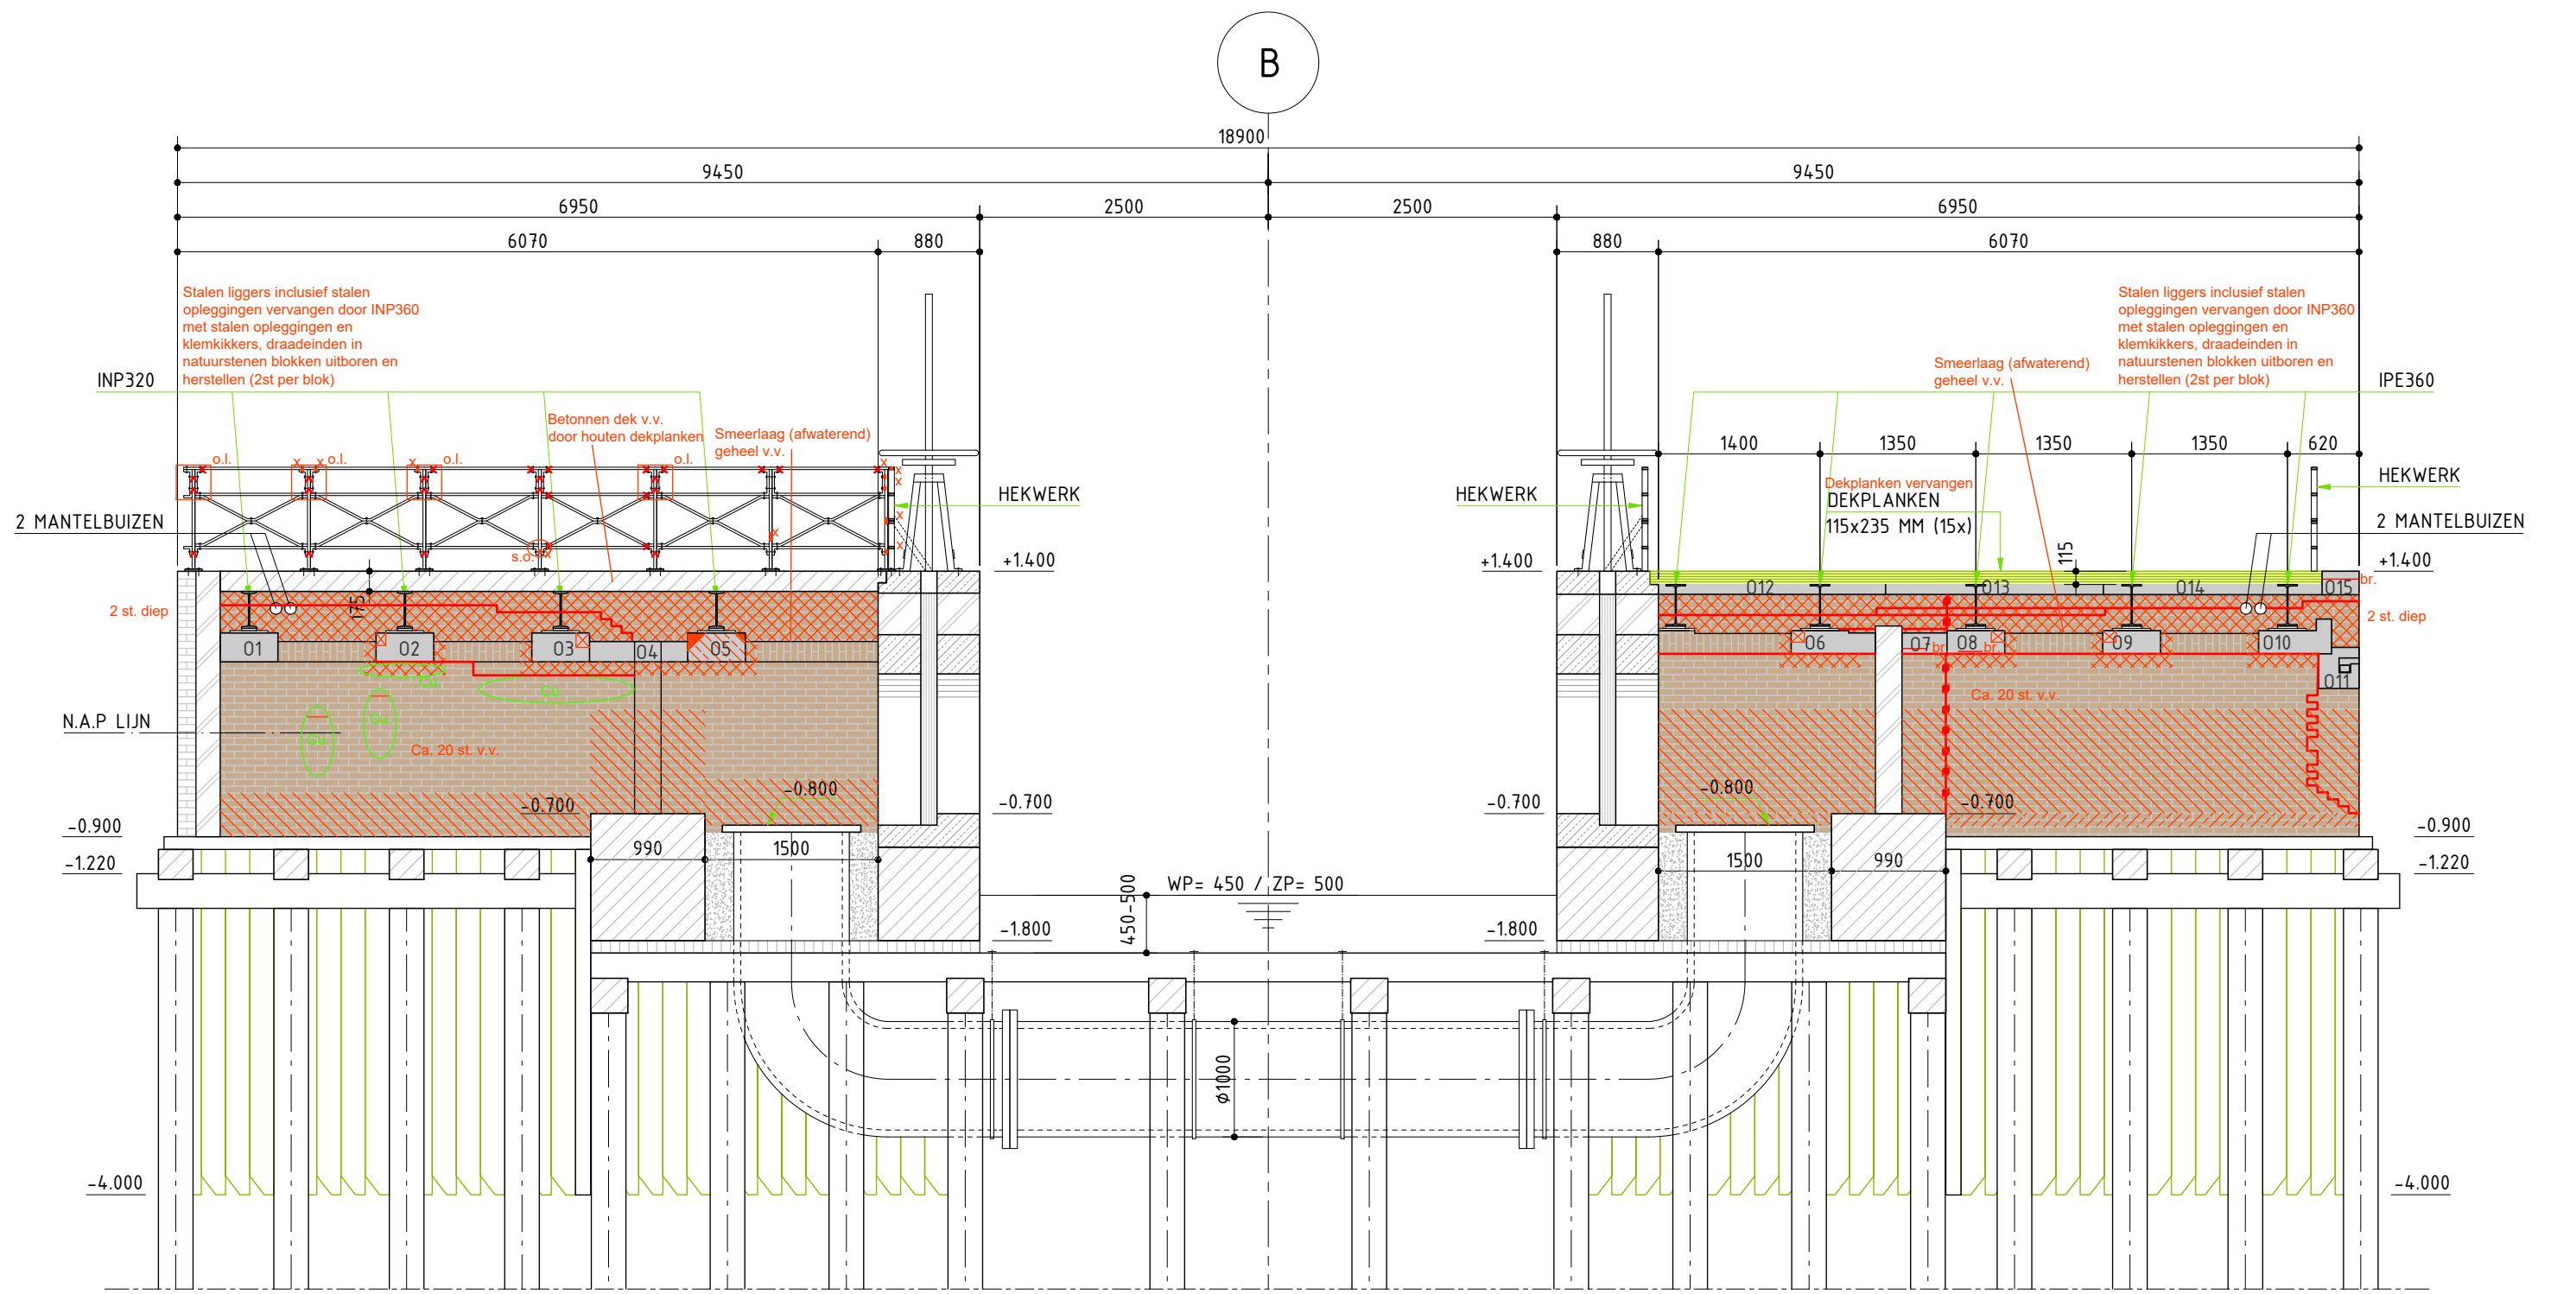 B
18900
9450
9450
6950
2500
2500
6950
6070
880
880
6070
Stalen liggers inclusief stalen
opleggingen vervangen door INP360
met stalen opleggingen en
klemkikkers, draadeinden in
natuurstenen blokken uitboren en
herstellen (2st per blok)
Stalen liggers inclusief stalen
opleggingen vervangen door INP360
met stalen opleggingen en
klemkikkers, draadeinden in
natuurstenen blokken uitboren en
herstellen (2st per blok)
Smeerlaag (afwaterend)
geheel v.v.
INP320
IPE360
Betonnen dek v.v.
door houten dekplanken
Smeerlaag (afwaterend)
geheel v.v.
1400
1350
1350
1350
620
o.l.
o.l.
o.l.
o.l.
HEKWERK
HEKWERK
HEKWERK
Dekplanken vervangen
DEKPLANKEN
115x235 MM (15x)
2 MANTELBUIZEN
2 MANTELBUIZEN
s.o.
115
+1.400
+1.400
+1.400
012
013
014
015
br.
175
2 st. diep
2 st. diep
01
02
03
04
05
06
07
08
09
010
br.
br.
011
Cu.
Cu.
Cu.
Cu.
Ca. 20 st. v.v.
N.A.P LIJN
Ca. 20 st. v.v.
-0.800
-0.800
-0.700
-0.700
-0.700
-0.700
-0.900
-0.900
990
1500
1500
990
-1.220
-1.220
WP= 450 / ZP= 500
450-500
-1.800
-1.800
ø1000
-4.000
-4.000